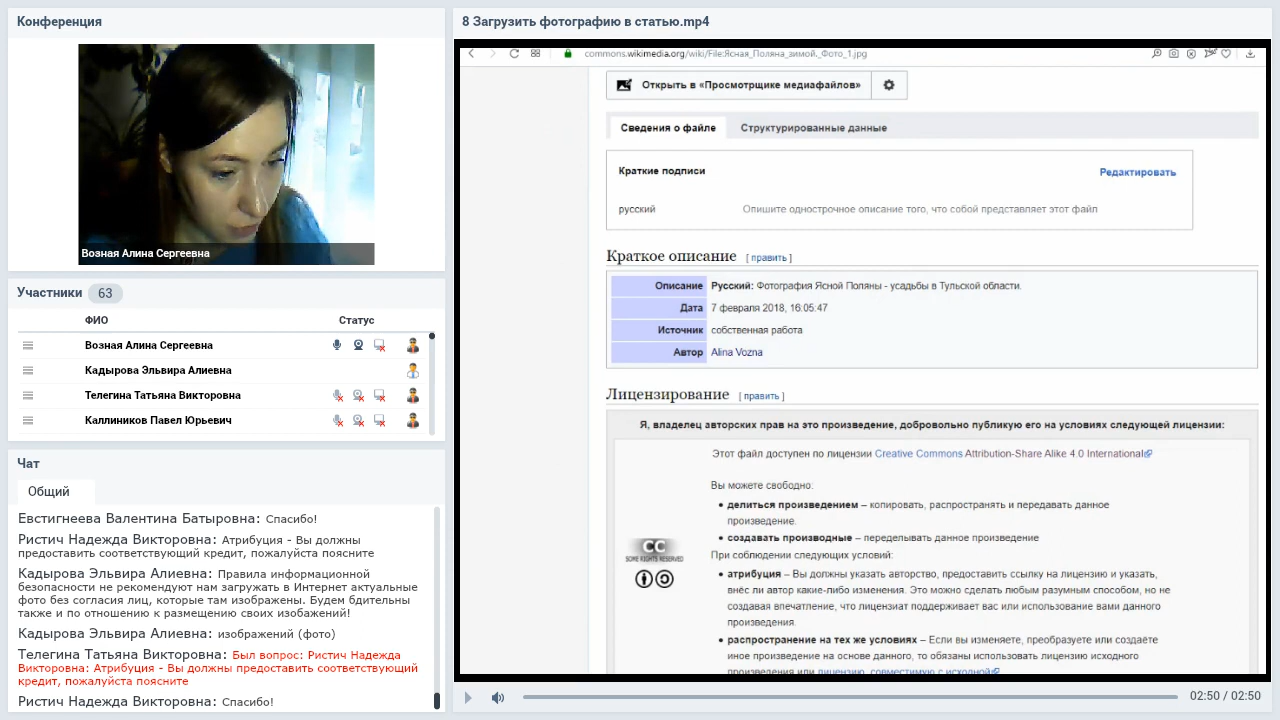 Конференция
Возная Алина Сергеевна
Участники 63
ФИО Статус
Возная Алина Сергеевна
Кадырова Эльвира Алиевна
Телегина Татьяна Викторовна
Каллиников Павел Юрьевич
Чат
Общий
Евстигнеева Валентина Батыровна: Спасибо!
Ристич Надежда Викторовна: Атрибуция - Вы должны
предоставить соответствующий кредит, пожалуйста поясните
Кадырова Эльвира Алиевна: Правила информационной
безопасности не рекомендуют нам загружать в Интернет актуальные
фото без согласия лиц, которые там изображены. Будем бдительны
также и по отношению к размещению своих изобажений!
Кадырова Эльвира Алиевна: изображений (фото)
Телегина Татьяна Викторовна: Был вопрос: Ристич Надежда
Викторовна: Атрибуция - Вы должны предоставить соответствующий
кредит, пожалуйста поясните
Ристич Надежда Викторовна: Спасибо!
8 Загрузить фотографию в статью.mp4
commons.wikimedia.org/wiki/File:Ясная_Поляна_зимой._Фото_1.jpg
Открыть в «Просмотрщике медиафайлов»
Сведения о файле Структурированные данные
Краткие подписи Редактировать
русский Опишите однострочное описание того, что собой представляет этот файл
Краткое описание [ править ]
Описание Русский: Фотография Ясной Поляны - усадьбы в Тульской области.
Дата 7 февраля 2018, 16:05:47
Источник собственная работа
Автор Alina Vozna
Лицензирование [ править ]
Я, владелец авторских прав на это произведение, добровольно публикую его на условиях следующей лицензии:
Этот файл доступен по лицензии Creative Commons Attribution-Share Alike 4.0 International
Вы можете свободно:
• делиться произведением – копировать, распространять и передавать данное
произведение.
• создавать производные – переделывать данное произведение
При соблюдении следующих условий:
• атрибуция – Вы должны указать авторство, предоставить ссылку на лицензию и указать,
внёс ли автор какие-либо изменения. Это можно сделать любым разумным способом, но не
создавая впечатление, что лицензиат поддерживает вас или использование вами данного
произведения.
• распространение на тех же условиях – Если вы изменяете, преобразуете или создаёте
иное произведение на основе данного, то обязаны использовать лицензию исходного
произведения или лицензию, совместимую с исходной
CC
SOME RIGHTS RESERVED
02:50 / 02:50